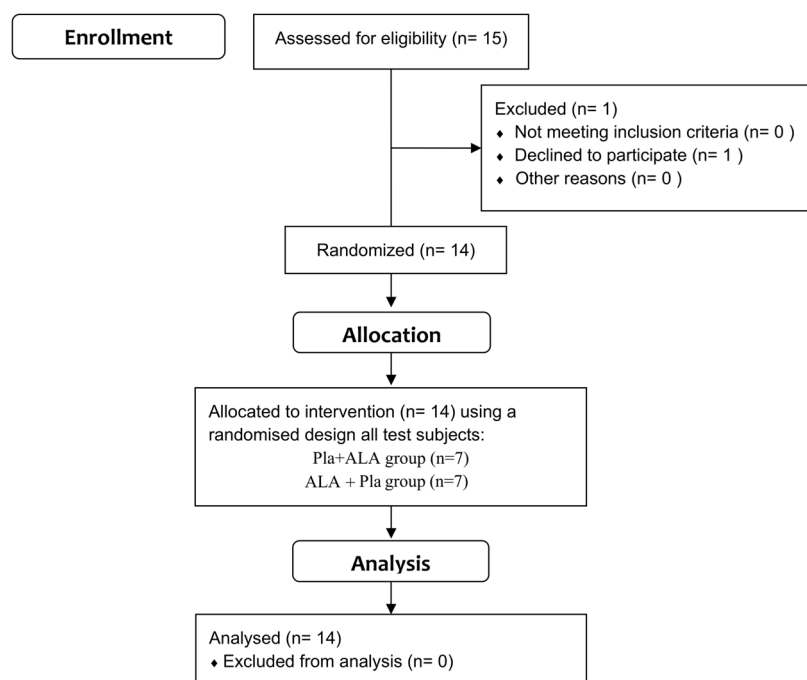 Enrollment
Assessed for eligibility (n= 15)
Excluded (n= 1)
♦ Not meeting inclusion criteria (n= 0 )
♦ Declined to participate (n= 1 )
♦ Other reasons (n= 0 )
Randomized (n= 14)
Allocation
Allocated to intervention (n= 14) using a
randomised design all test subjects:
Pla+ALA group (n=7)
ALA + Pla group (n=7)
Analysis
Analysed (n= 14)
♦ Excluded from analysis (n= 0)